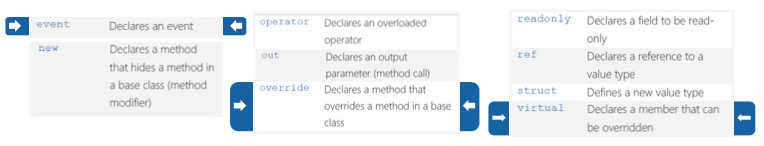 event Declares an event
new Declares a method
that hides a method in
a base class (method
modifier)
operator Declares an overloaded
operator
out Declares an output
parameter (method call)
override Declares a method that
overrides a method in a base
class
readonly Declares a field to be read-
only
ref Declares a reference to a
value type
struct Defines a new value type
virtual Declares a member that can
be overridden